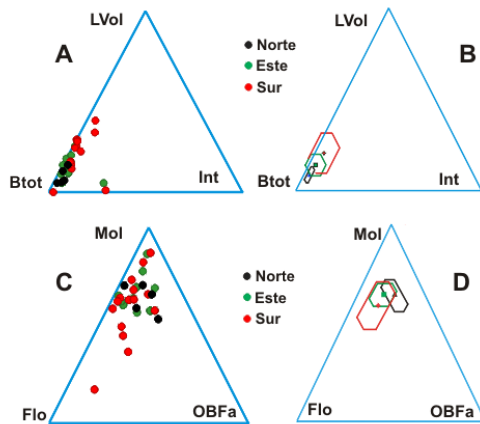 LVol
A
Norte
Este
Sur
Btot
Int
LVol
B
Btot
Int
Mol
C
Norte
Este
Sur
Flo
OBFa
Mol
D
Flo
OBFa